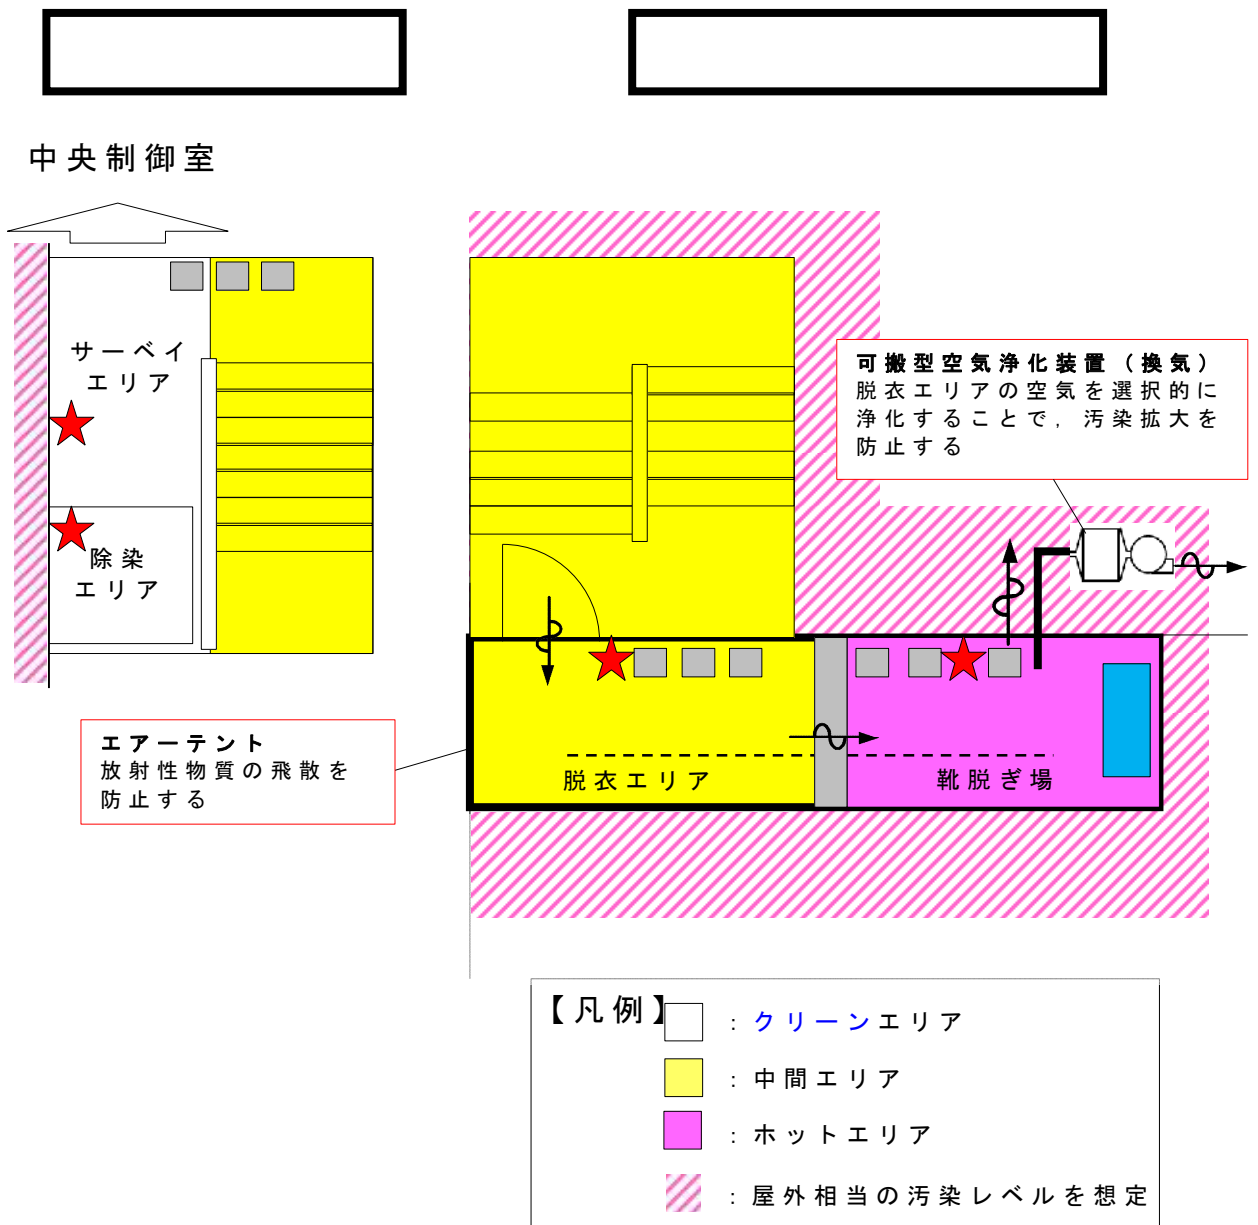 中央制御室
サーベイ
エリア
除染
エリア
可搬型空気浄化装置（換気）
脱衣エリアの空気を選択的に
浄化することで，汚染拡大を
防止する
エアーテント
放射性物質の飛散を
防止する
脱衣エリア
靴脱ぎ場
【凡例】
：クリーンエリア
：中間エリア
：ホットエリア
：屋外相当の汚染レベルを想定